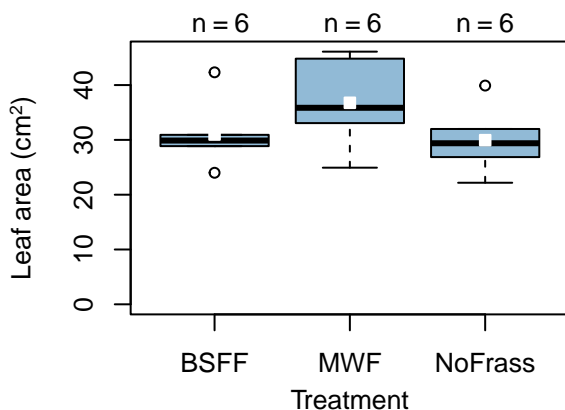 n = 6 n = 6 n = 6
Leaf area (cm²)
40
30
20
10
0
BSFF MWF NoFrass
Treatment